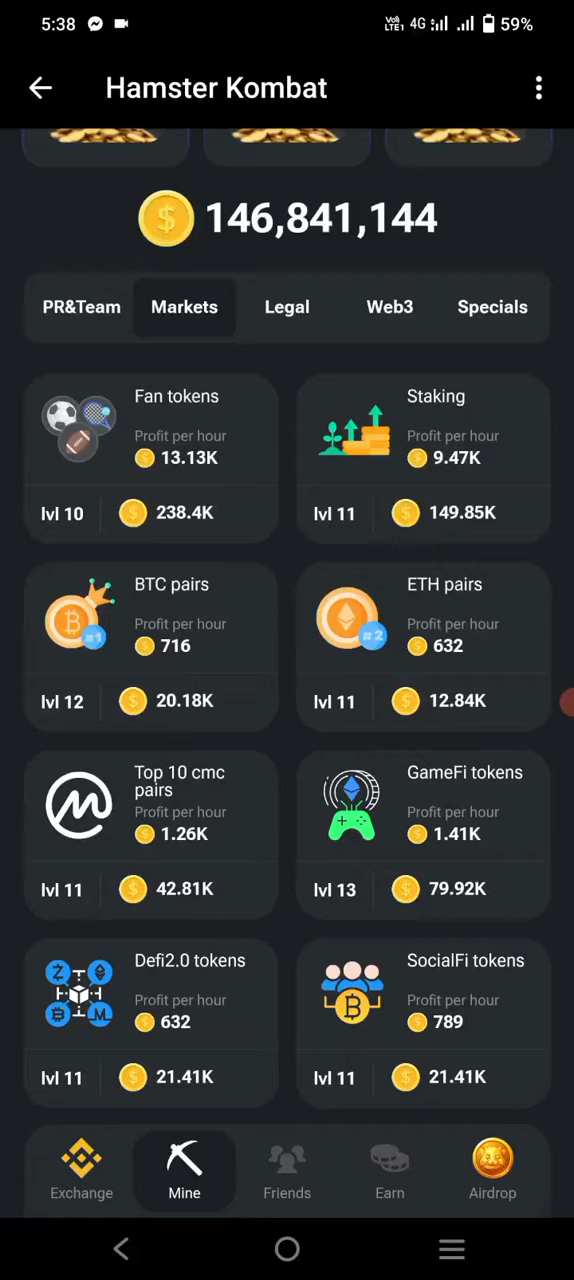 5:38 Vo)) LTE1 4G 59%
Hamster Kombat
146,841,144
PR&Team Markets Legal Web3 Specials
Fan tokens
Profit per hour
13.13K
lvl 10 238.4K
Staking
Profit per hour
9.47K
lvl 11 149.85K
BTC pairs
Profit per hour
#1 716
lvl 12 20.18K
ETH pairs
Profit per hour
#2 632
lvl 11 12.84K
Top 10 cmc
pairs
Profit per hour
1.26K
lvl 11 42.81K
GameFi tokens
Profit per hour
1.41K
lvl 13 79.92K
Defi2.0 tokens
Profit per hour
632
lvl 11 21.41K
SocialFi tokens
Profit per hour
789
lvl 11 21.41K
Exchange Mine Friends Earn Airdrop